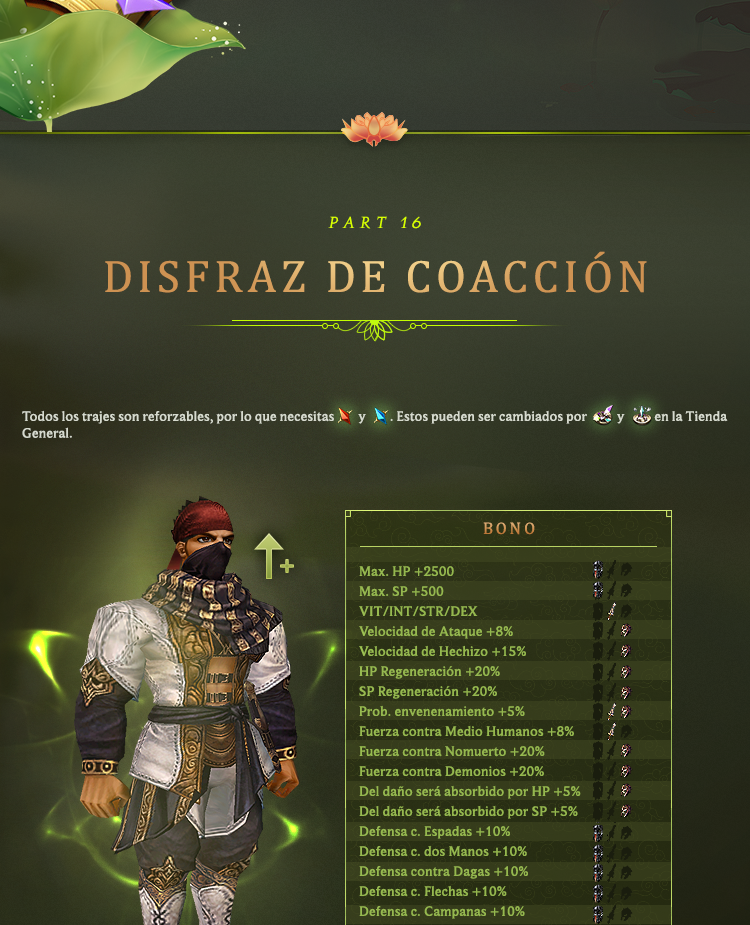 PART 16
DISFRAZ DE COACCIÓN
Todos los trajes son reforzables, por lo que necesitas y . Estos pueden ser cambiados por y en la Tienda
General.
BONO
Max. HP +2500
Max. SP +500
VIT/INT/STR/DEX
Velocidad de Ataque +8%
Velocidad de Hechizo +15%
HP Regeneración +20%
SP Regeneración +20%
Prob. envenenamiento +5%
Fuerza contra Medio Humanos +8%
Fuerza contra Nomuerto +20%
Fuerza contra Demonios +20%
Del daño será absorbido por HP +5%
Del daño será absorbido por SP +5%
Defensa c. Espadas +10%
Defensa c. dos Manos +10%
Defensa contra Dagas +10%
Defensa c. Flechas +10%
Defensa c. Campanas +10%